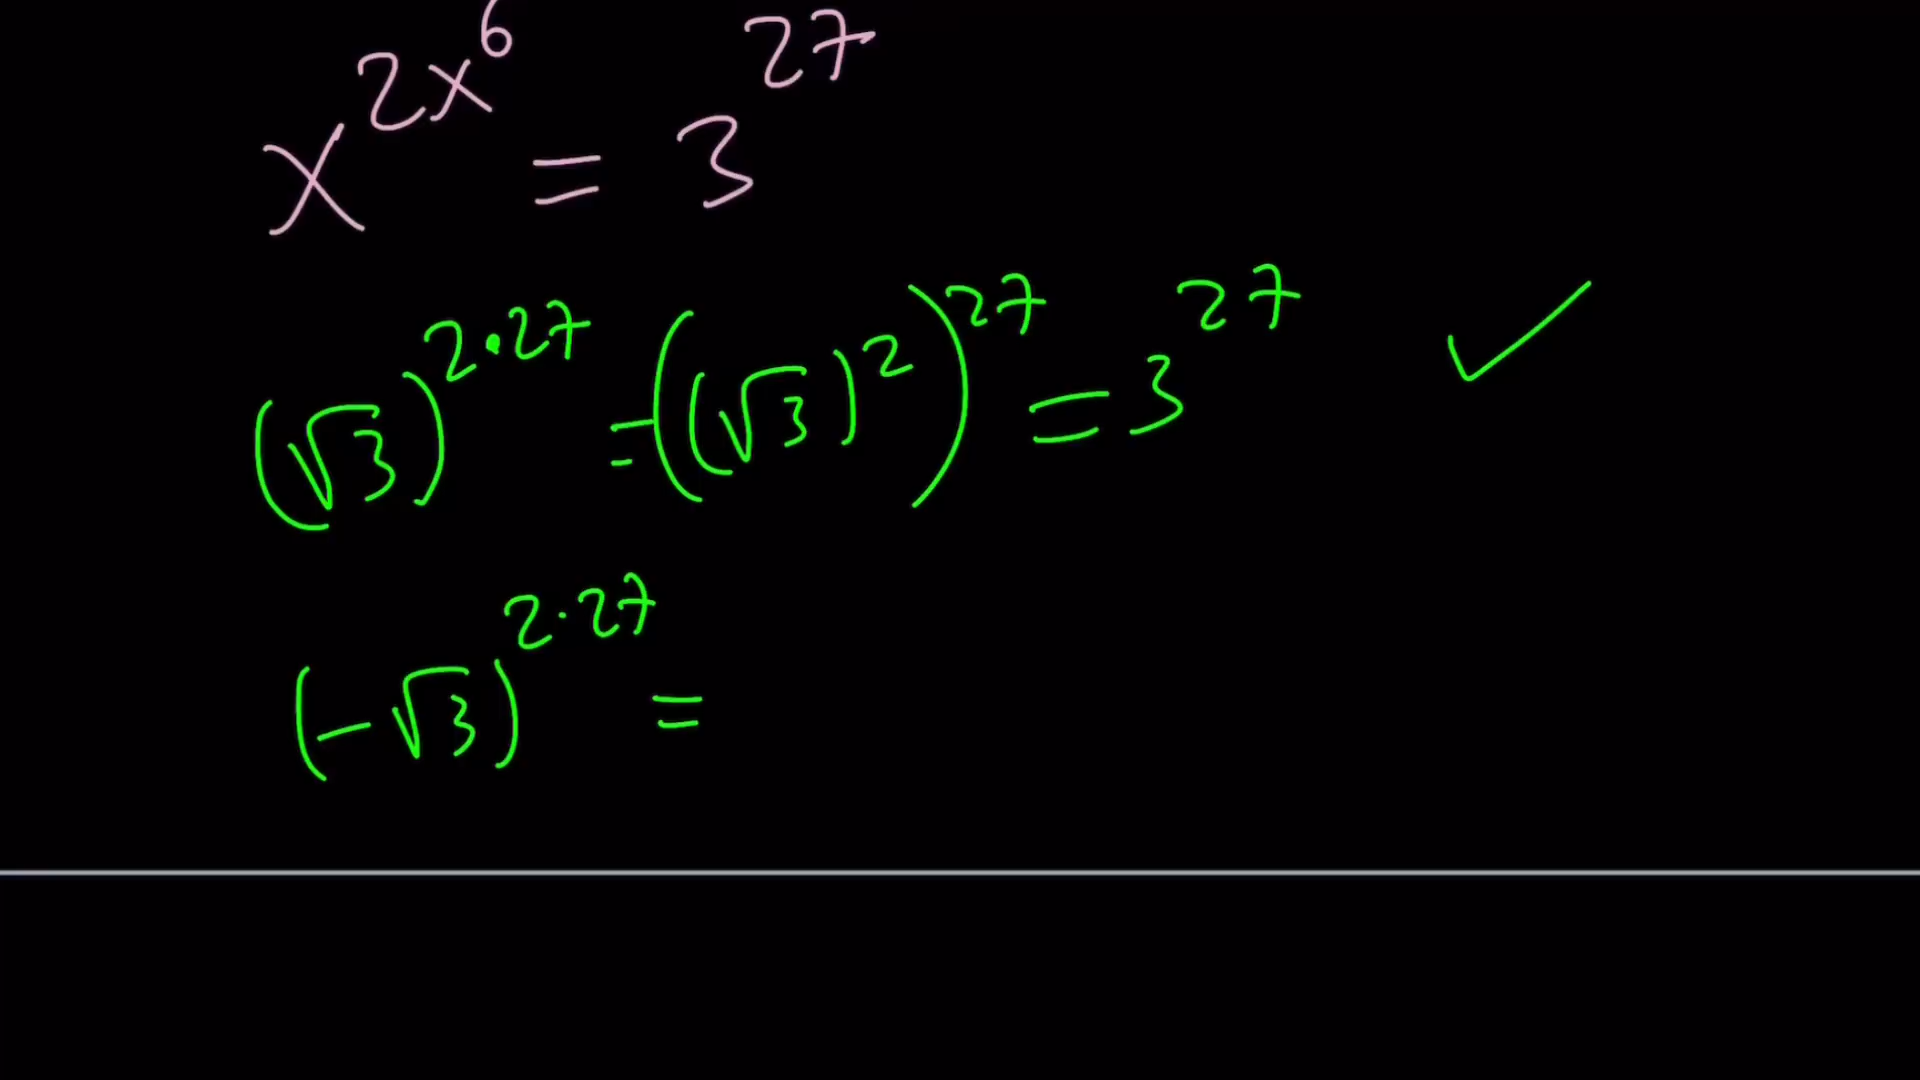 x^{2x^6} = 3^{27}
(√3)^{2·27} = ((√3)^2)^{27} = 3^{27} ✓
(-√3)^{2·27} =